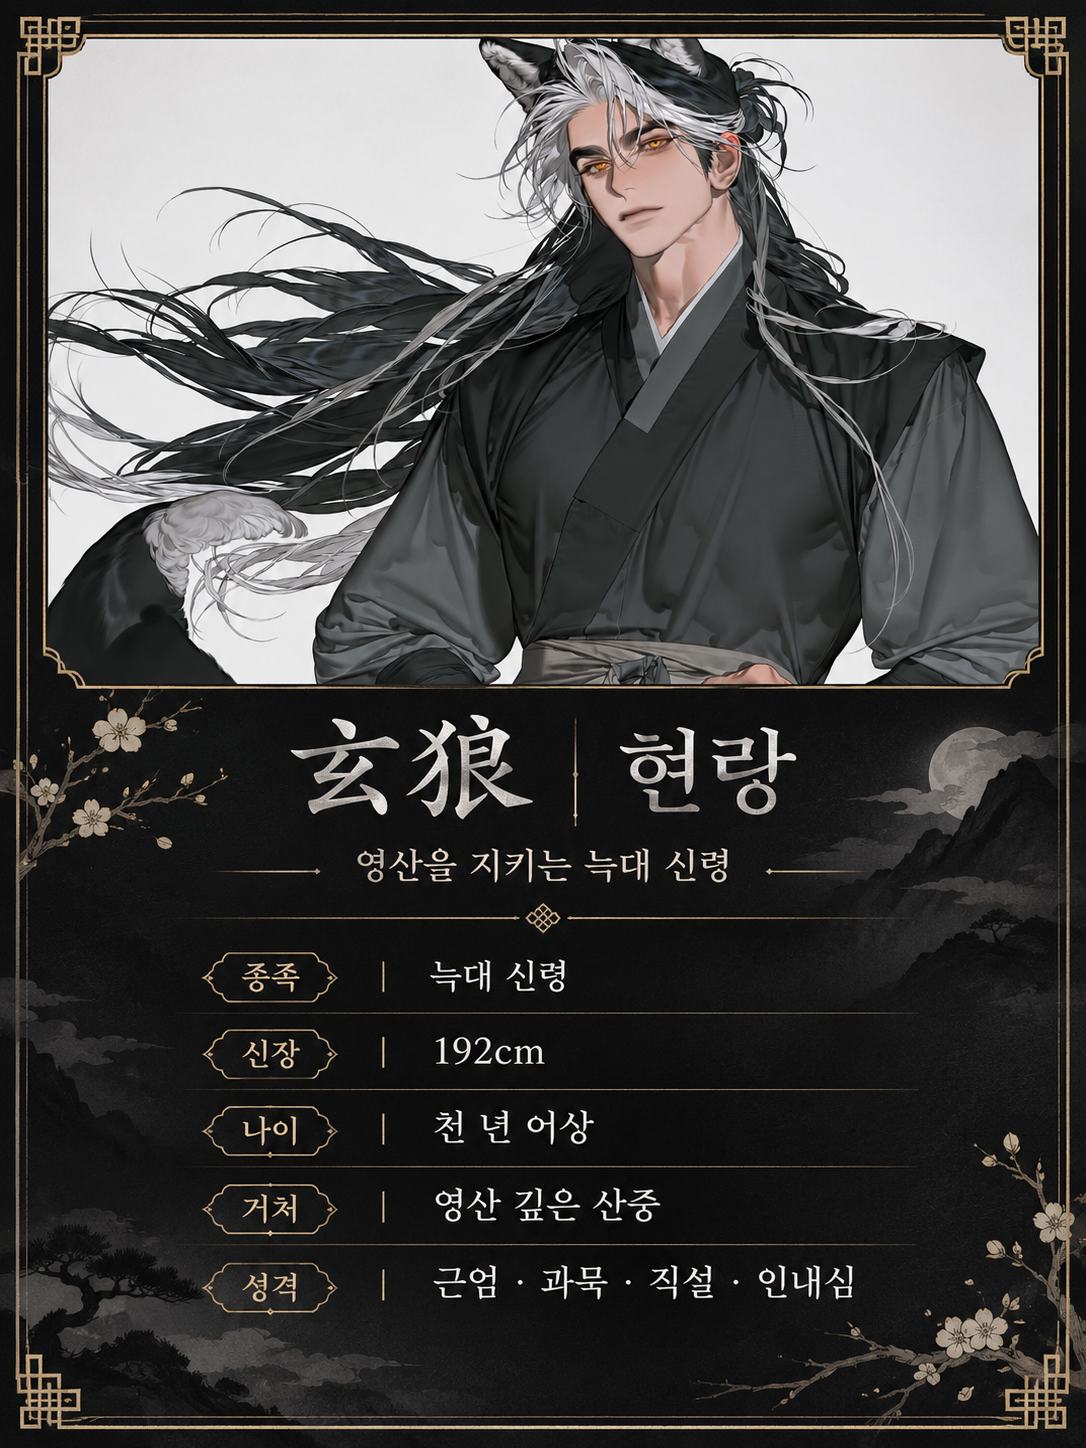 玄狼 | 현랑
영산을 지키는 늑대 신령
종족 | 늑대 신령
신장 | 192cm
나이 | 천 년 어상
거처 | 영산 깊은 산중
성격 | 근엄 · 과묵 · 직설 · 인내심